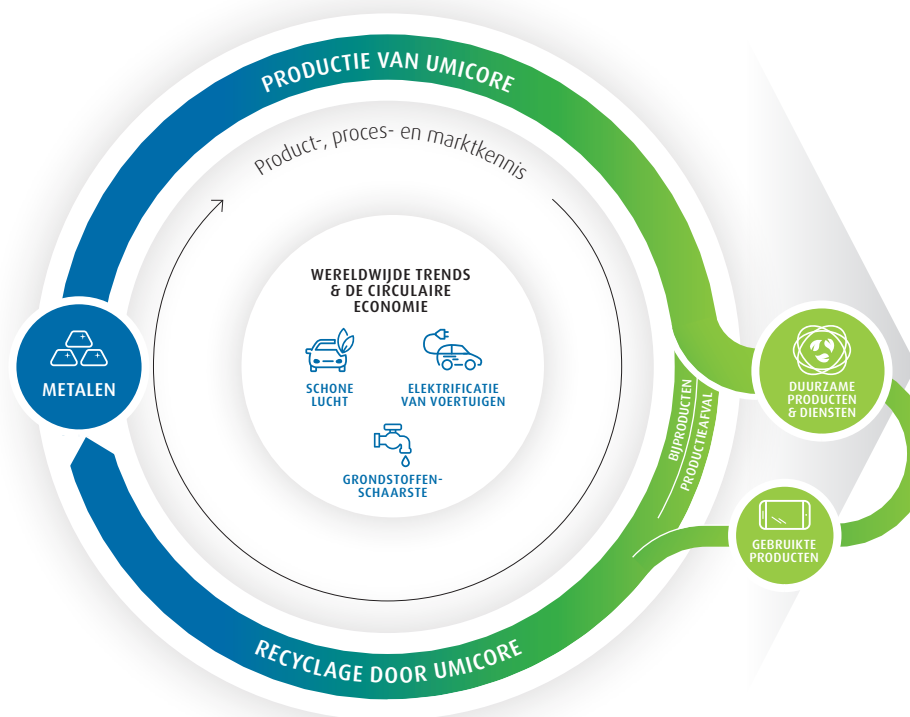 PRODUCTIE VAN UMICORE
Product-, proces- en marktkennis
WERELDWIJDE TRENDS
& DE CIRCULAIRE
ECONOMIE
SCHONE
LUCHT
ELEKTRIFICATIE
VAN VOERTUIGEN
GRONDSTOFFEN-
SCHAARSTE
METALEN
DUURZAME
PRODUCTEN
& DIENSTEN
BIJPRODUCTEN
PRODUCTIEAFVAL
GEBRUIKTE
PRODUCTEN
RECYCLAGE DOOR UMICORE